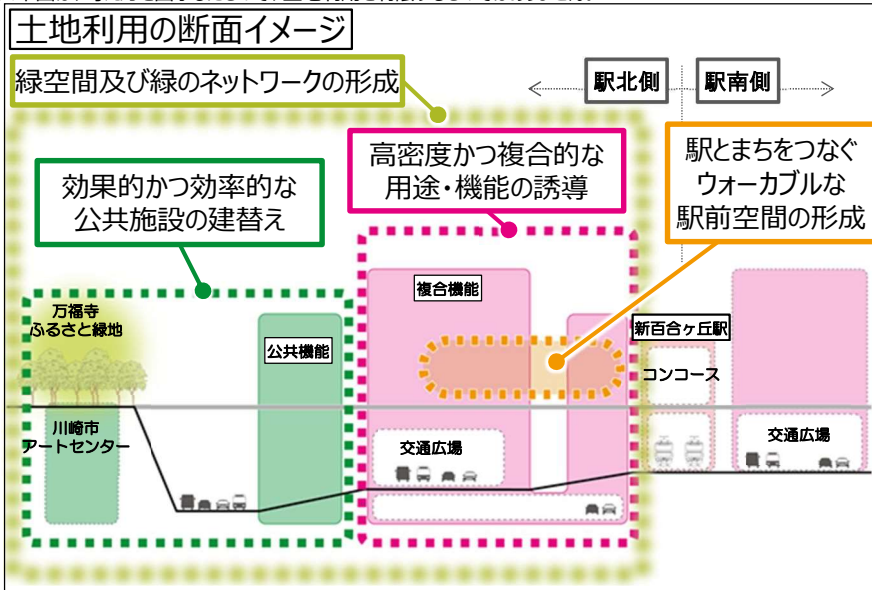 土地利用の断面イメージ
緑空間及び緑のネットワークの形成
駅北側
駅南側
効果的かつ効率的な
公共施設の建替え
高密度かつ複合的な
用途・機能の誘導
駅とまちをつなぐ
ウォーカブルな
駅前空間の形成
万福寺
ふるさと緑地
公共機能
複合機能
新百合ヶ丘駅
コンコース
川崎市
アートセンター
交通広場
交通広場